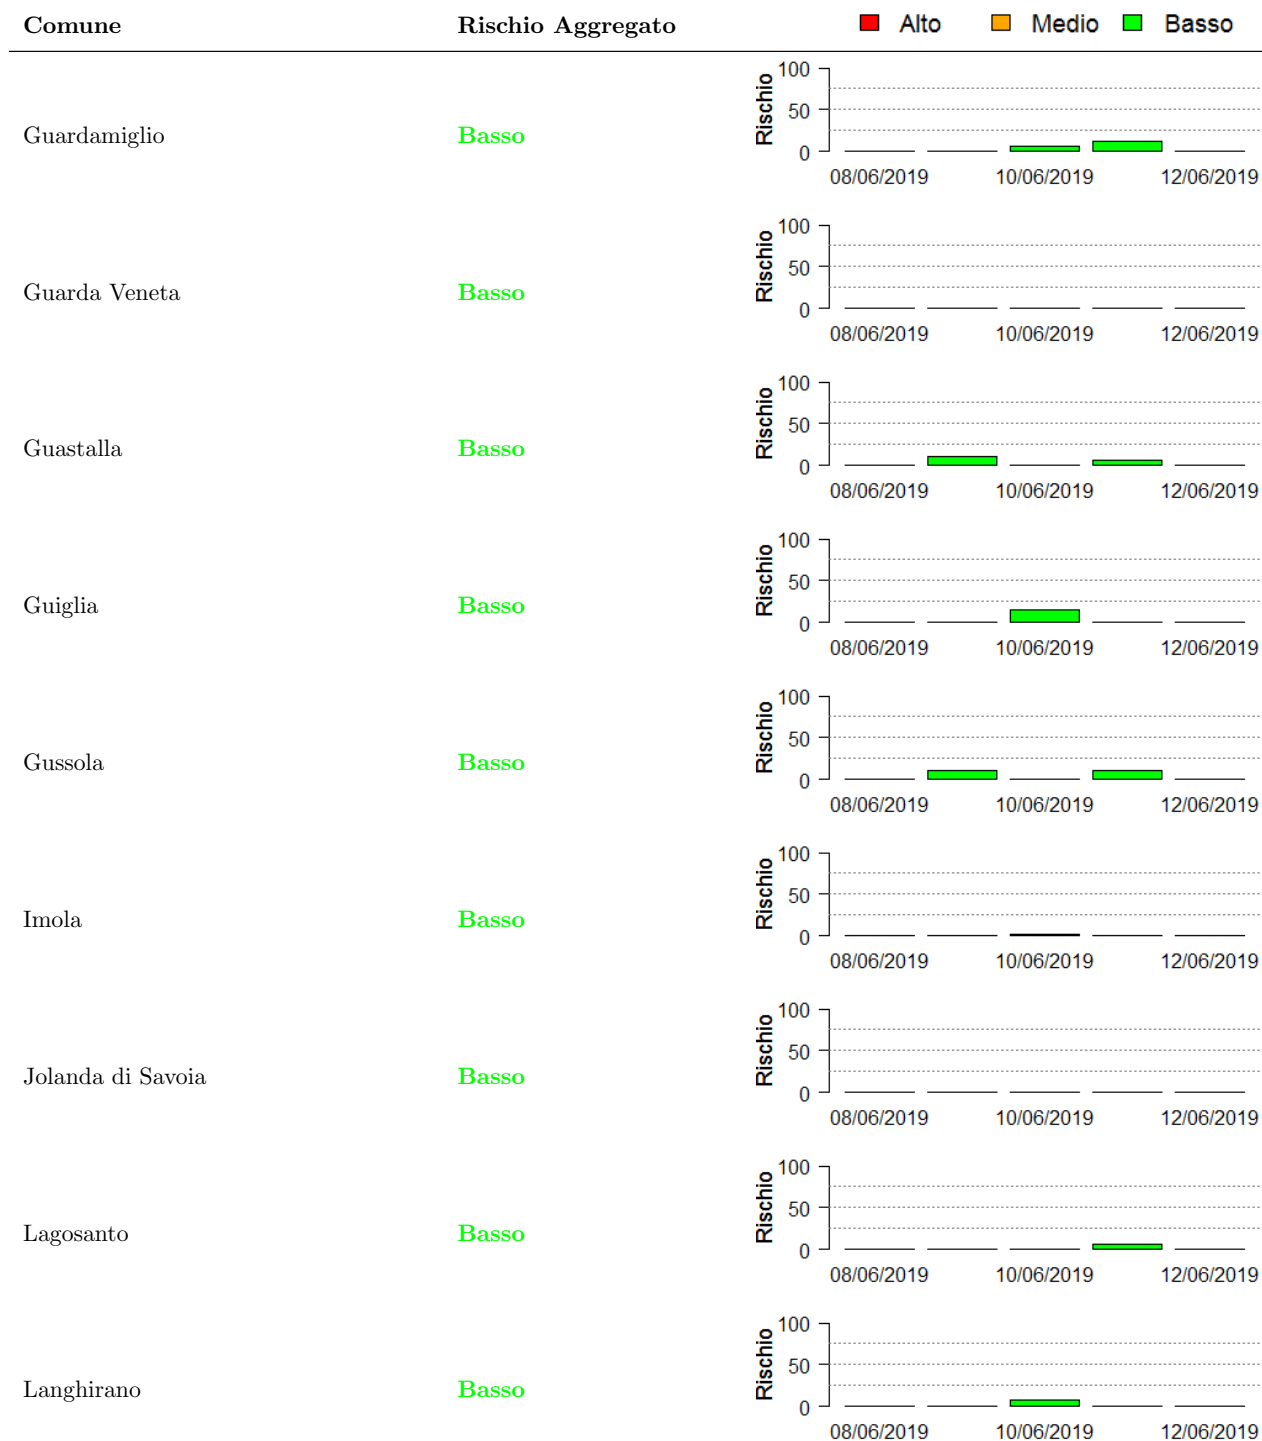 Comune Rischio Aggregato Alto Medio Basso
100
50
0
Rischio
Guardamiglio Basso
08/06/2019 10/06/2019 12/06/2019
100
50
0
Rischio
Guarda Veneta Basso
08/06/2019 10/06/2019 12/06/2019
100
50
0
Rischio
Guastalla Basso
08/06/2019 10/06/2019 12/06/2019
100
50
0
Rischio
Guiglia Basso
08/06/2019 10/06/2019 12/06/2019
100
50
0
Rischio
Gussola Basso
08/06/2019 10/06/2019 12/06/2019
100
50
0
Rischio
Imola Basso
08/06/2019 10/06/2019 12/06/2019
100
50
0
Rischio
Jolanda di Savoia Basso
08/06/2019 10/06/2019 12/06/2019
100
50
0
Rischio
Lagosanto Basso
08/06/2019 10/06/2019 12/06/2019
100
50
0
Rischio
Langhirano Basso
08/06/2019 10/06/2019 12/06/2019